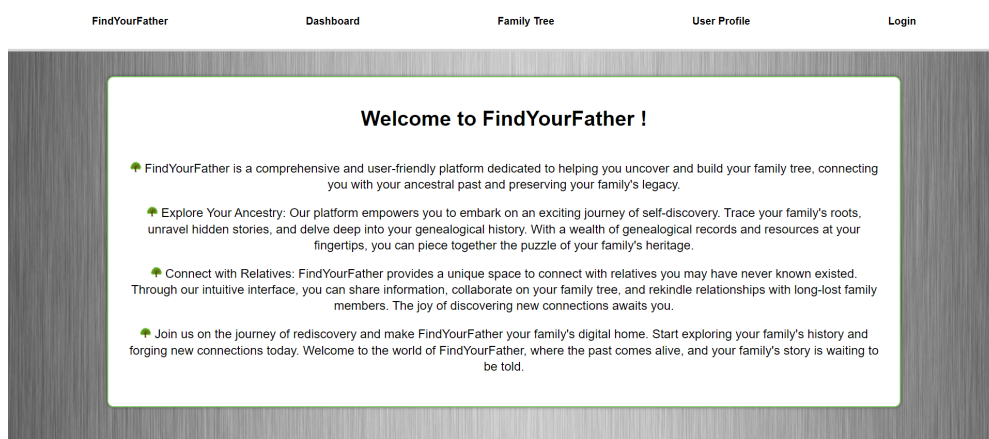 FindYourFather Dashboard Family Tree User Profile Login
Welcome to FindYourFather !
🌳 FindYourFather is a comprehensive and user-friendly platform dedicated to helping you uncover and build your family tree, connecting
you with your ancestral past and preserving your family's legacy.
🌳 Explore Your Ancestry: Our platform empowers you to embark on an exciting journey of self-discovery. Trace your family's roots,
unravel hidden stories, and delve deep into your genealogical history. With a wealth of genealogical records and resources at your
fingertips, you can piece together the puzzle of your family's heritage.
🌳 Connect with Relatives: FindYourFather provides a unique space to connect with relatives you may have never known existed.
Through our intuitive interface, you can share information, collaborate on your family tree, and rekindle relationships with long-lost family
members. The joy of discovering new connections awaits you.
🌳 Join us on the journey of rediscovery and make FindYourFather your family's digital home. Start exploring your family's history and
forging new connections today. Welcome to the world of FindYourFather, where the past comes alive, and your family's story is waiting to
be told.